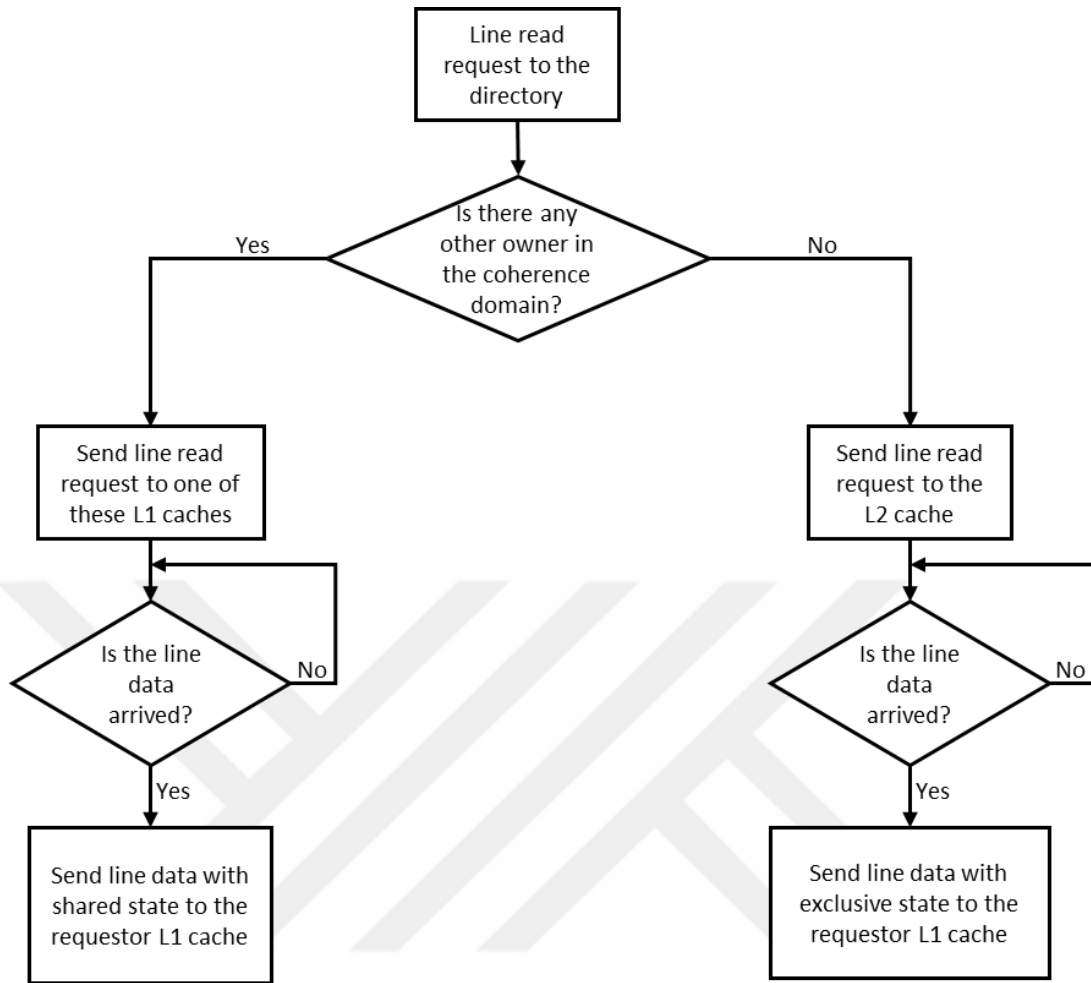 Line read
request to the
directory
Is there any
other owner in
the coherence
domain?
Yes
No
Send line read
request to one of
these L1 caches
Send line read
request to the
L2 cache
Is the line
data
arrived?
No
Is the line
data
arrived?
No
Yes
Yes
Send line data with
shared state to the
requestor L1 cache
Send line data with
exclusive state to the
requestor L1 cache